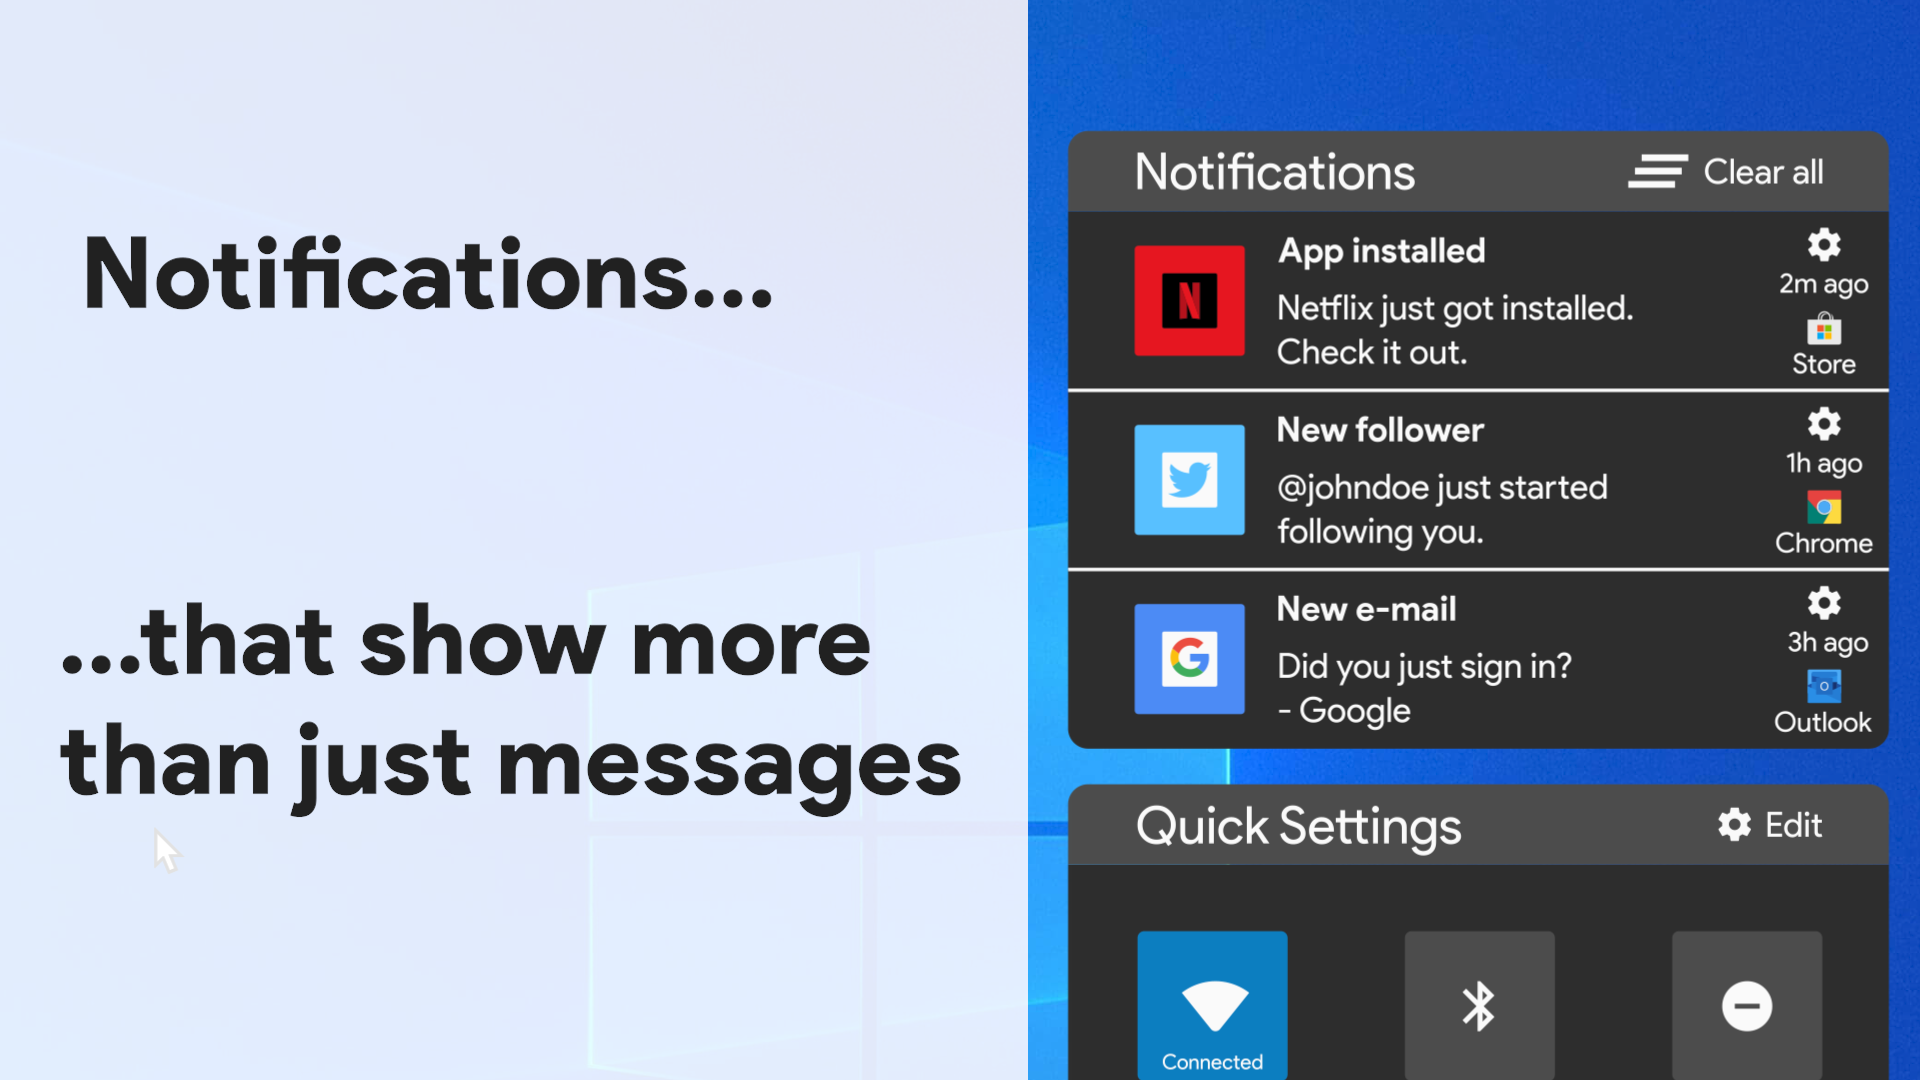 Notifications...
...that show more
than just messages
Notifications
Clear all
App installed
Netflix just got installed.
Check it out.
2m ago
Store
New follower
@johndoe just started
following you.
1h ago
Chrome
New e-mail
Did you just sign in?
- Google
3h ago
Outlook
Quick Settings
Edit
Connected